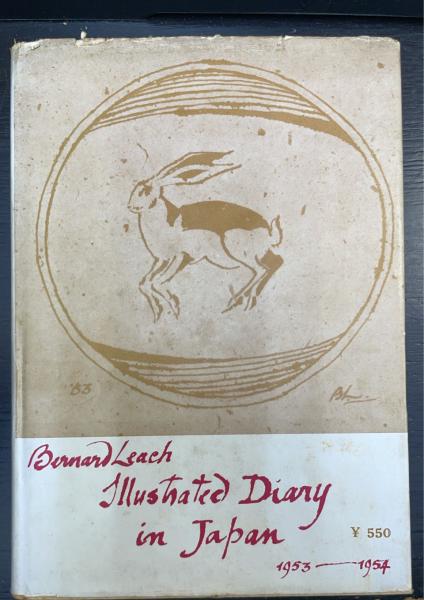 '53 BL
Bernard Leach
Illustrated Diary
in Japan
¥ 550
1953 — 1954